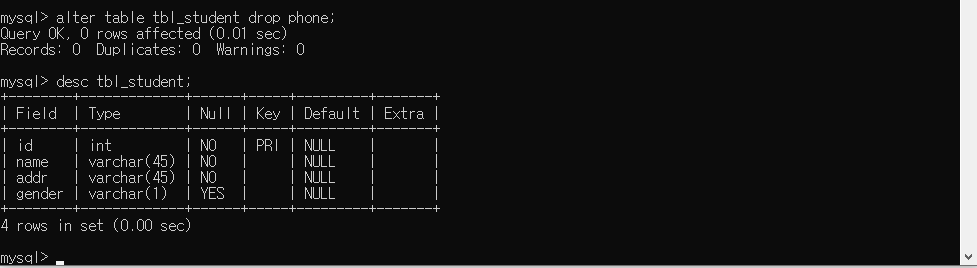 mysql> alter table tbl_student drop phone;
Query OK, 0 rows affected (0.01 sec)
Records: 0  Duplicates: 0  Warnings: 0

mysql> desc tbl_student;
+--------+-------------+------+-----+---------+-------+
| Field  | Type        | Null | Key | Default | Extra |
+--------+-------------+------+-----+---------+-------+
| id     | int         | NO   | PRI | NULL    |       |
| name   | varchar(45) | NO   |     | NULL    |       |
| addr   | varchar(45) | NO   |     | NULL    |       |
| gender | varchar(1)  | YES  |     | NULL    |       |
+--------+-------------+------+-----+---------+-------+
4 rows in set (0.00 sec)

mysql>